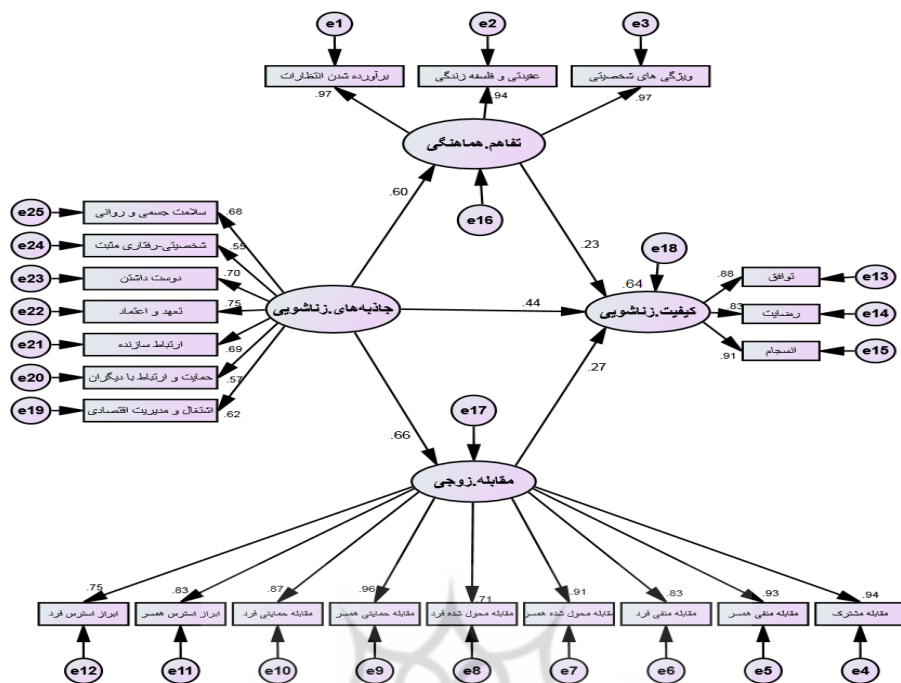 e1 e2 e3
برآورده شدن انتظارات عقیدتی و فلسفه زندگی ویژگی های شخصیتی
.97 .94 .97
تفاهم.هماهنگی
.60 e16 .23
e25 سلامت جسمی و روانی .68
e24 شخصیتی-رفتاری مثبت .55
e23 دوست داشتن .70
e22 تعهد و اعتماد .75
e21 ارتباط سازنده .69
e20 حمایت و ارتباط با دیگران .57
e19 اشتغال و مدیریت اقتصادی .62
جاذبه‌های.زناشویی .44 .64 کیفیت.زناشویی
e18
.88 توافق e13
.83 رضایت e14
.91 انسجام e15
.66 e17 .27
مقابله.زوجی
.75 .83 .87 .96 .71 .91 .83 .93 .94
ابراز استرس فرد ابراز استرس همسر مقابله حمایتی فرد مقابله حمایتی همسر مقابله محول شده فرد مقابله محول شده همسر مقابله منفی فرد مقابله منفی همسر مقابله مشترک
e12 e11 e10 e9 e8 e7 e6 e5 e4